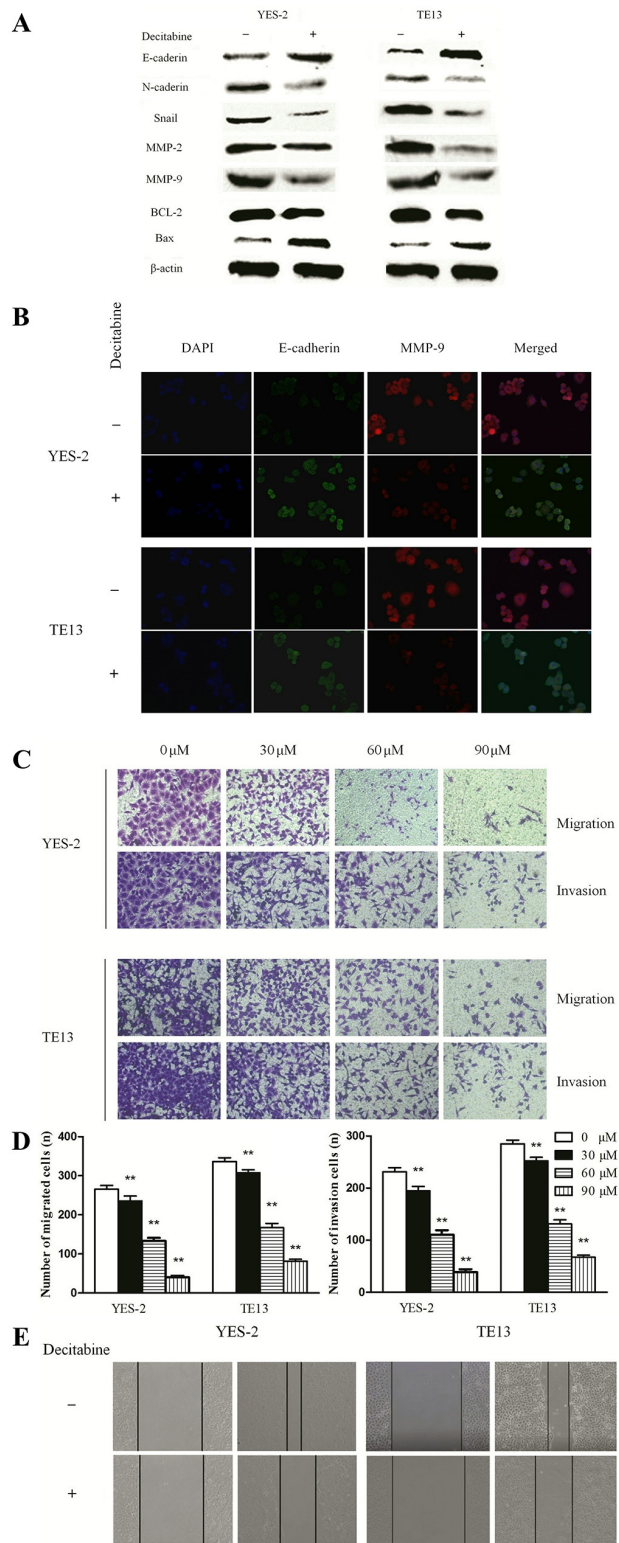 A
YES-2 TE13
Decitabine − + − +
E-caderin
N-caderin
Snail
MMP-2
MMP-9
BCL-2
Bax
β-actin
B
Decitabine
DAPI E-cadherin MMP-9 Merged
−
YES-2
+
−
TE13
+
C
0 μM 30 μM 60 μM 90 μM
Migration
YES-2
Invasion
Migration
TE13
Invasion
D
Number of migrated cells (n)
400
300
200
100
0
** ** ** ** ** **
YES-2 TE13
Number of invasion cells (n)
300
200
100
0
** ** ** ** ** **
YES-2 TE13
0 μM
30 μM
60 μM
90 μM
E
YES-2 TE13
Decitabine
−
+